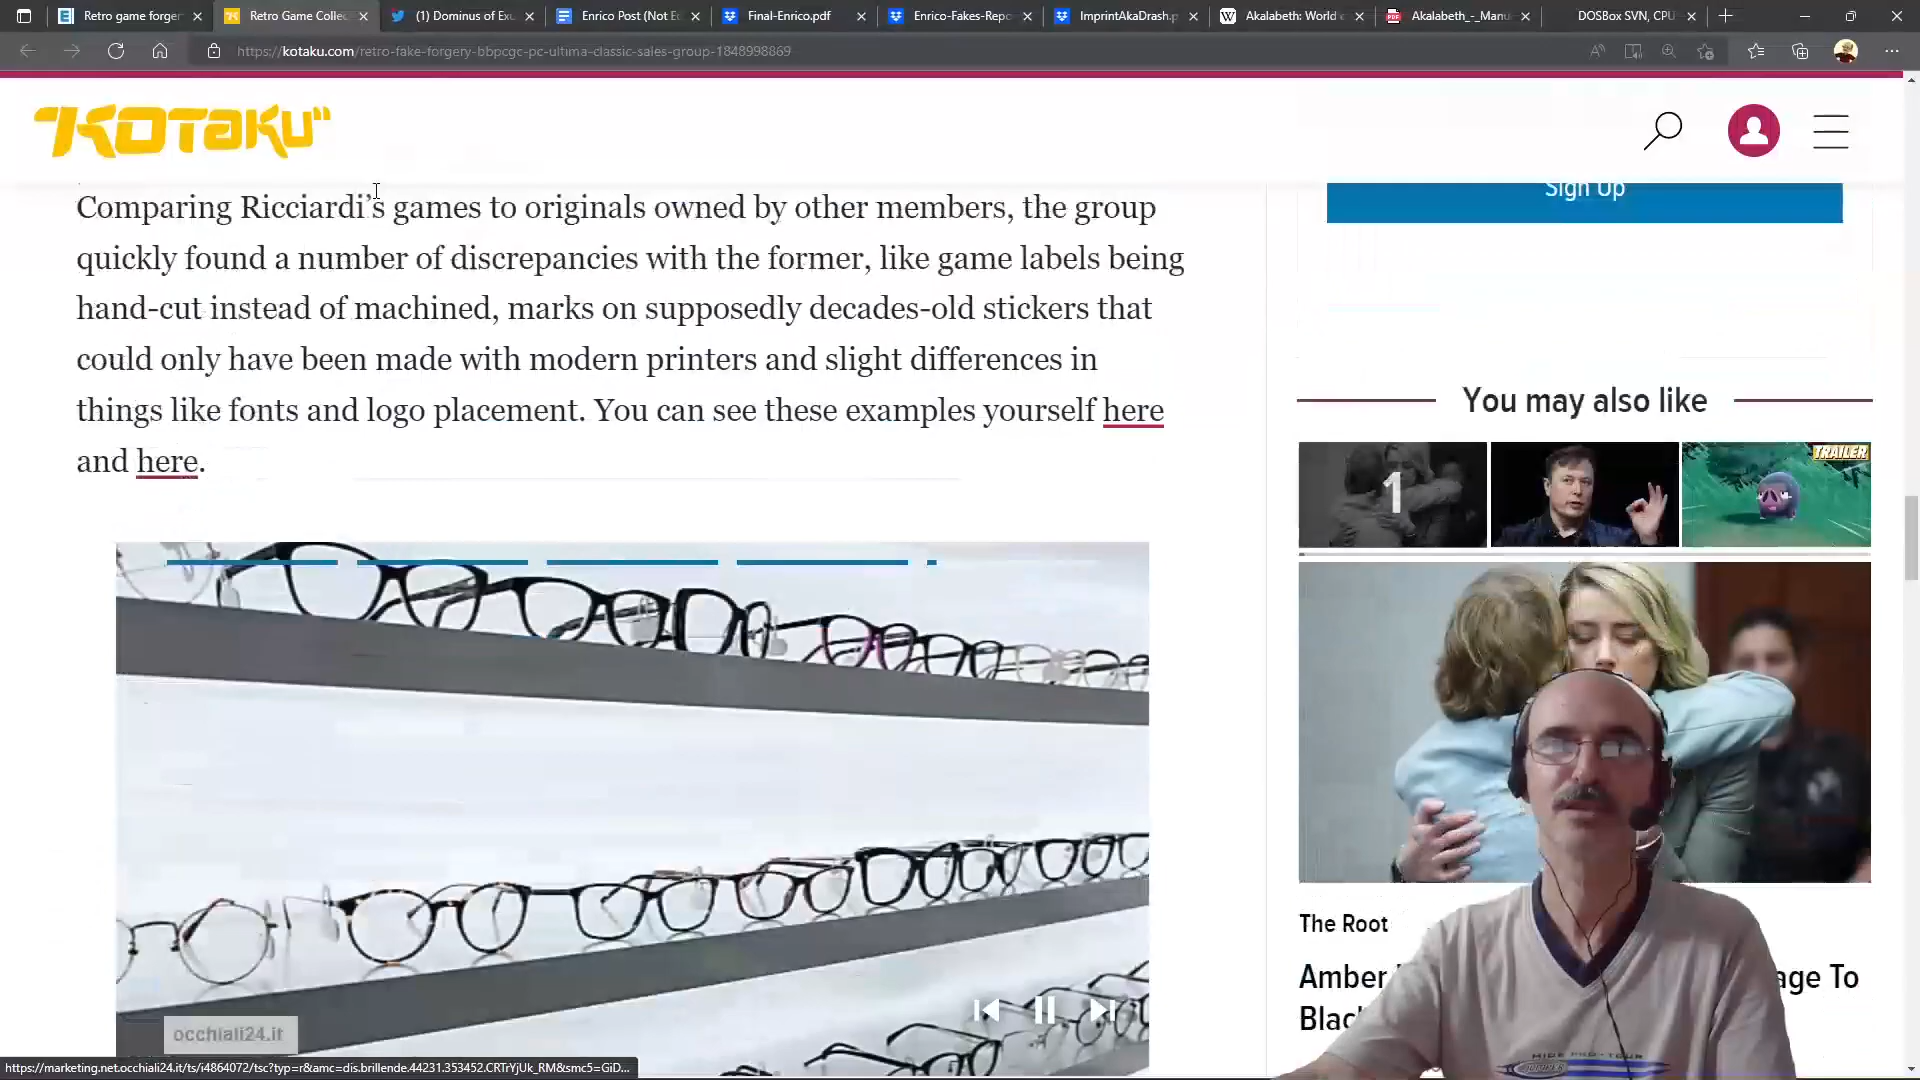 Retro game forger
Retro Game Collec
(1) Dominus of Exu
Enrico Post (Not E
Final-Enrico.pdf
Enrico-Fakes-Repo
ImprintAkaDrash.p
Akalabeth: World
Akalabeth_-_Manu
DOSBox SVN, CPU
https://kotaku.com/retro-fake-forgery-bbpcgc-pc-ultima-classic-sales-group-1848998869
KOTAKU
Sign Up
Comparing Ricciardi's games to originals owned by other members, the group
quickly found a number of discrepancies with the former, like game labels being
hand-cut instead of machined, marks on supposedly decades-old stickers that
could only have been made with modern printers and slight differences in
things like fonts and logo placement. You can see these examples yourself here
and here.
You may also like
1
TRAILER
The Root
Amber
age To
Blac
occhiali24.it
https://marketing.net.occhiali24.it/ts/i4864072/tsc?typ=r&amc=dis.brillende.44231.353452.CRTrYjUk_RM&smc5=GiD...